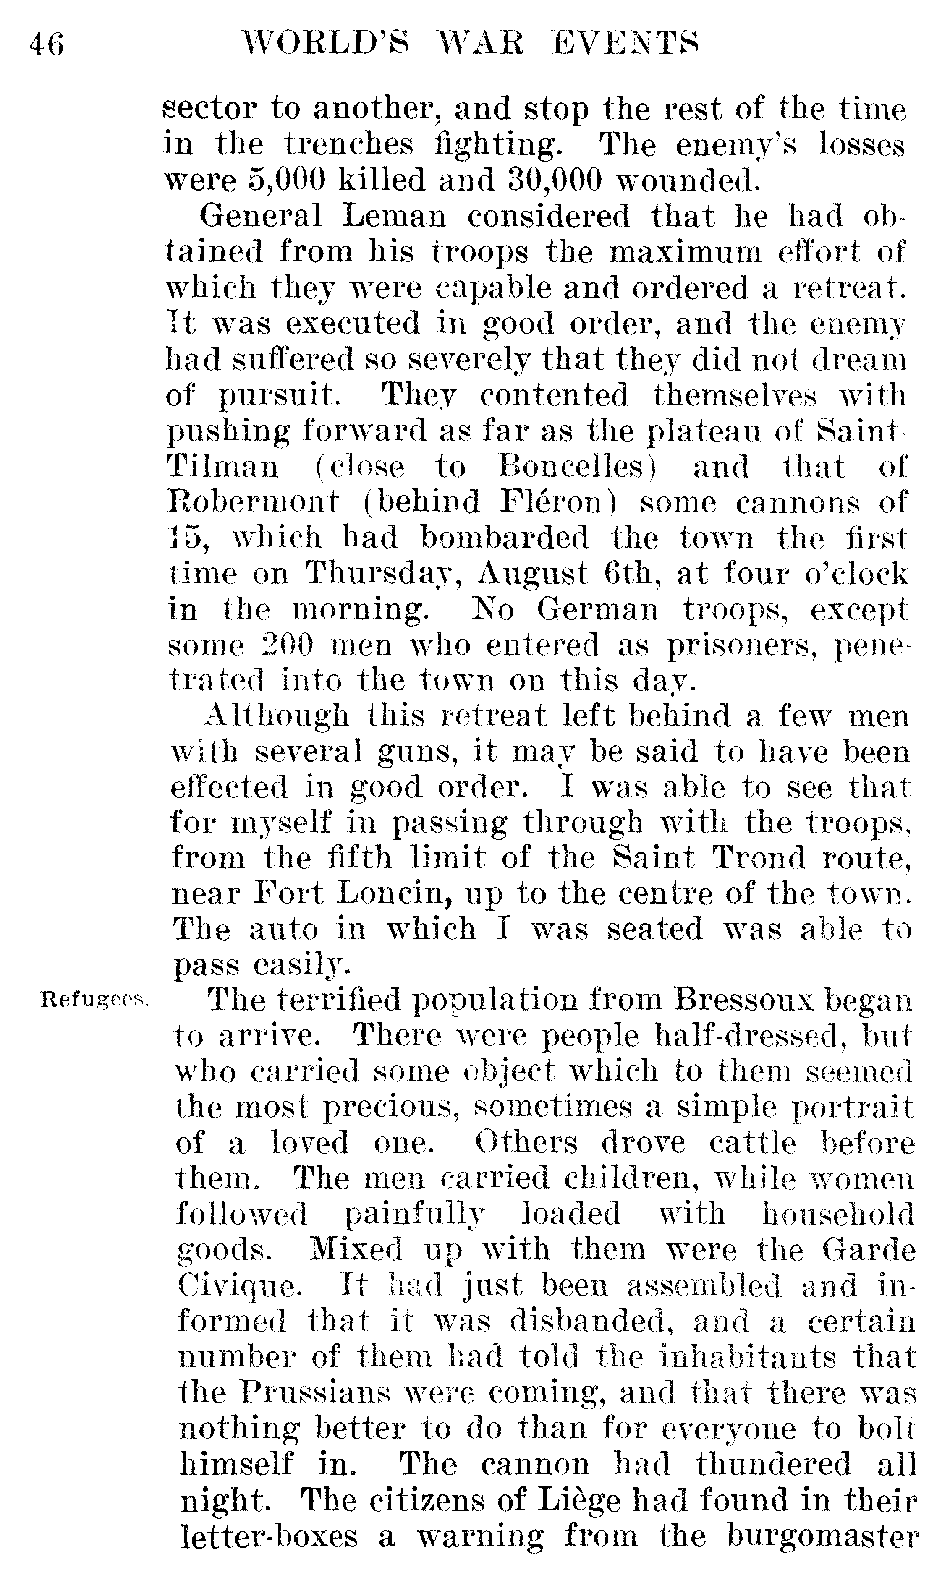 46 WORLD'S WAR EVENTS
sector to another, and stop the rest of the time
in the trenches fighting. The enemy's losses
were 5,000 killed and 30,000 wounded.
General Leman considered that he had ob-
tained from his troops the maximum effort of
which they were capable and ordered a retreat.
It was executed in good order, and the enemy
had suffered so severely that they did not dream
of pursuit. They contented themselves with
pushing forward as far as the plateau of Saint
Tilman (close to Boncelles) and that of
Robermont (behind Fléron) some cannons of
15, which had bombarded the town the first
time on Thursday, August 6th, at four o'clock
in the morning. No German troops, except
some 200 men who entered as prisoners, pene-
trated into the town on this day.
Although this retreat left behind a few men
with several guns, it may be said to have been
effected in good order. I was able to see that
for myself in passing through with the troops,
from the fifth limit of the Saint Trond route,
near Fort Loncin, up to the centre of the town.
The auto in which I was seated was able to
pass easily.
Refugees. The terrified population from Bressoux began
to arrive. There were people half-dressed, but
who carried some object which to them seemed
the most precious, sometimes a simple portrait
of a loved one. Others drove cattle before
them. The men carried children, while women
followed painfully loaded with household
goods. Mixed up with them were the Garde
Civique. It had just been assembled and in-
formed that it was disbanded, and a certain
number of them had told the inhabitants that
the Prussians were coming, and that there was
nothing better to do than for everyone to bolt
himself in. The cannon had thundered all
night. The citizens of Liège had found in their
letter-boxes a warning from the burgomaster